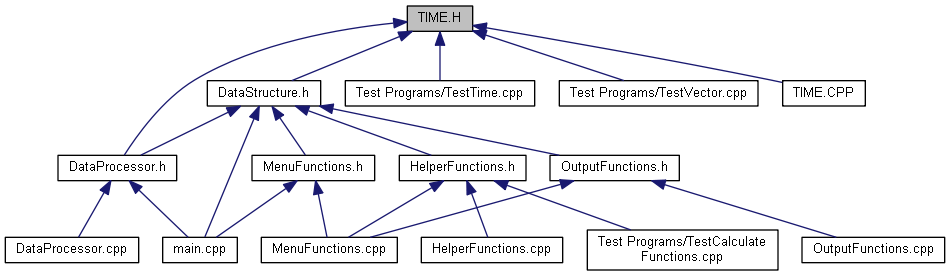 TIME.H
DataStructure.h
Test Programs/TestTime.cpp
Test Programs/TestVector.cpp
TIME.CPP
DataProcessor.h
MenuFunctions.h
HelperFunctions.h
OutputFunctions.h
DataProcessor.cpp
main.cpp
MenuFunctions.cpp
HelperFunctions.cpp
Test Programs/TestCalculate
Functions.cpp
OutputFunctions.cpp